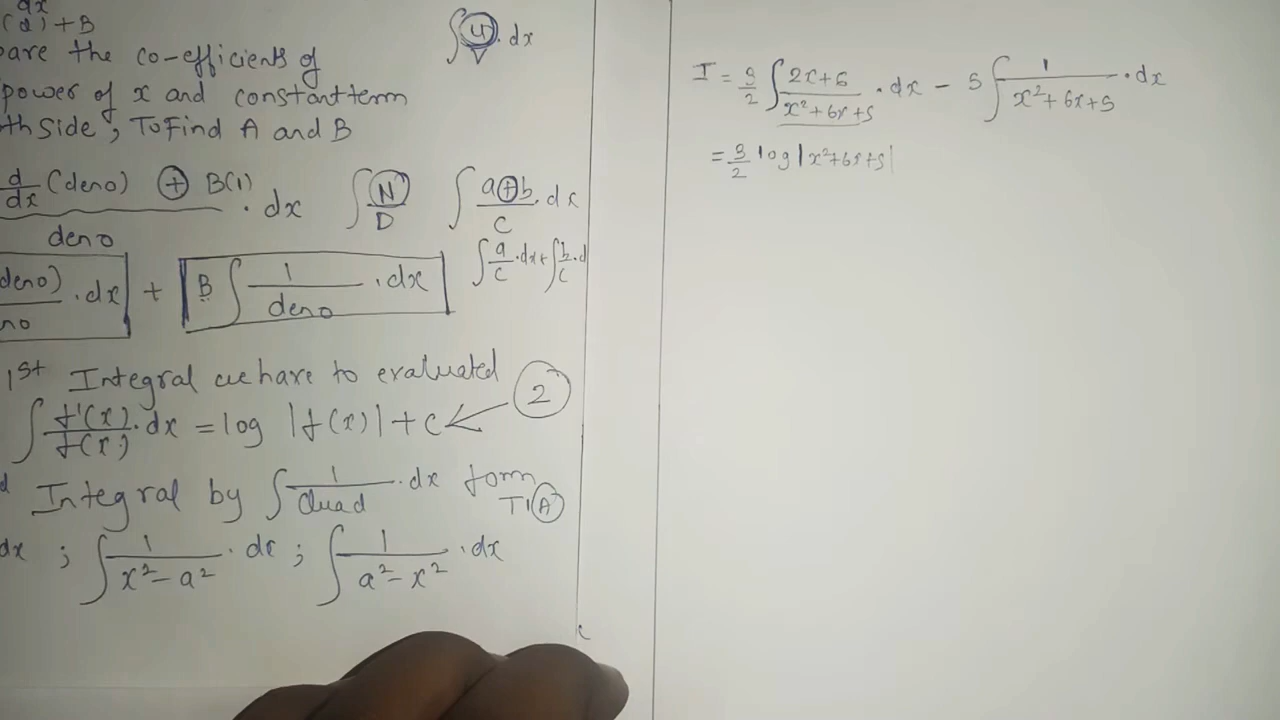 dx
(d) + B
pare the co-efficients of
power of x and constant term
th side, To Find A and B
∫ u/v . dx
d/dx (deno) + B(1) / deno . dx
∫ N/D
∫ a+b/c . dx
∫ a/c . dx + ∫ b/c . d
deno) / no . dx + B ∫ 1/deno . dx
1st Integral we have to evaluated
∫ f'(x)/f(x) . dx = log |f(x)| + c ← 2
d Integral by ∫ 1/Quad . dx form
T1 A
dx ; ∫ 1/x²-a² . dx ; ∫ 1/a²-x² . dx
I = 3/2 ∫ 2x+6/x²+6x+5 . dx - 5 ∫ 1/x²+6x+5 . dx
= 3/2 log |x²+6x+5|